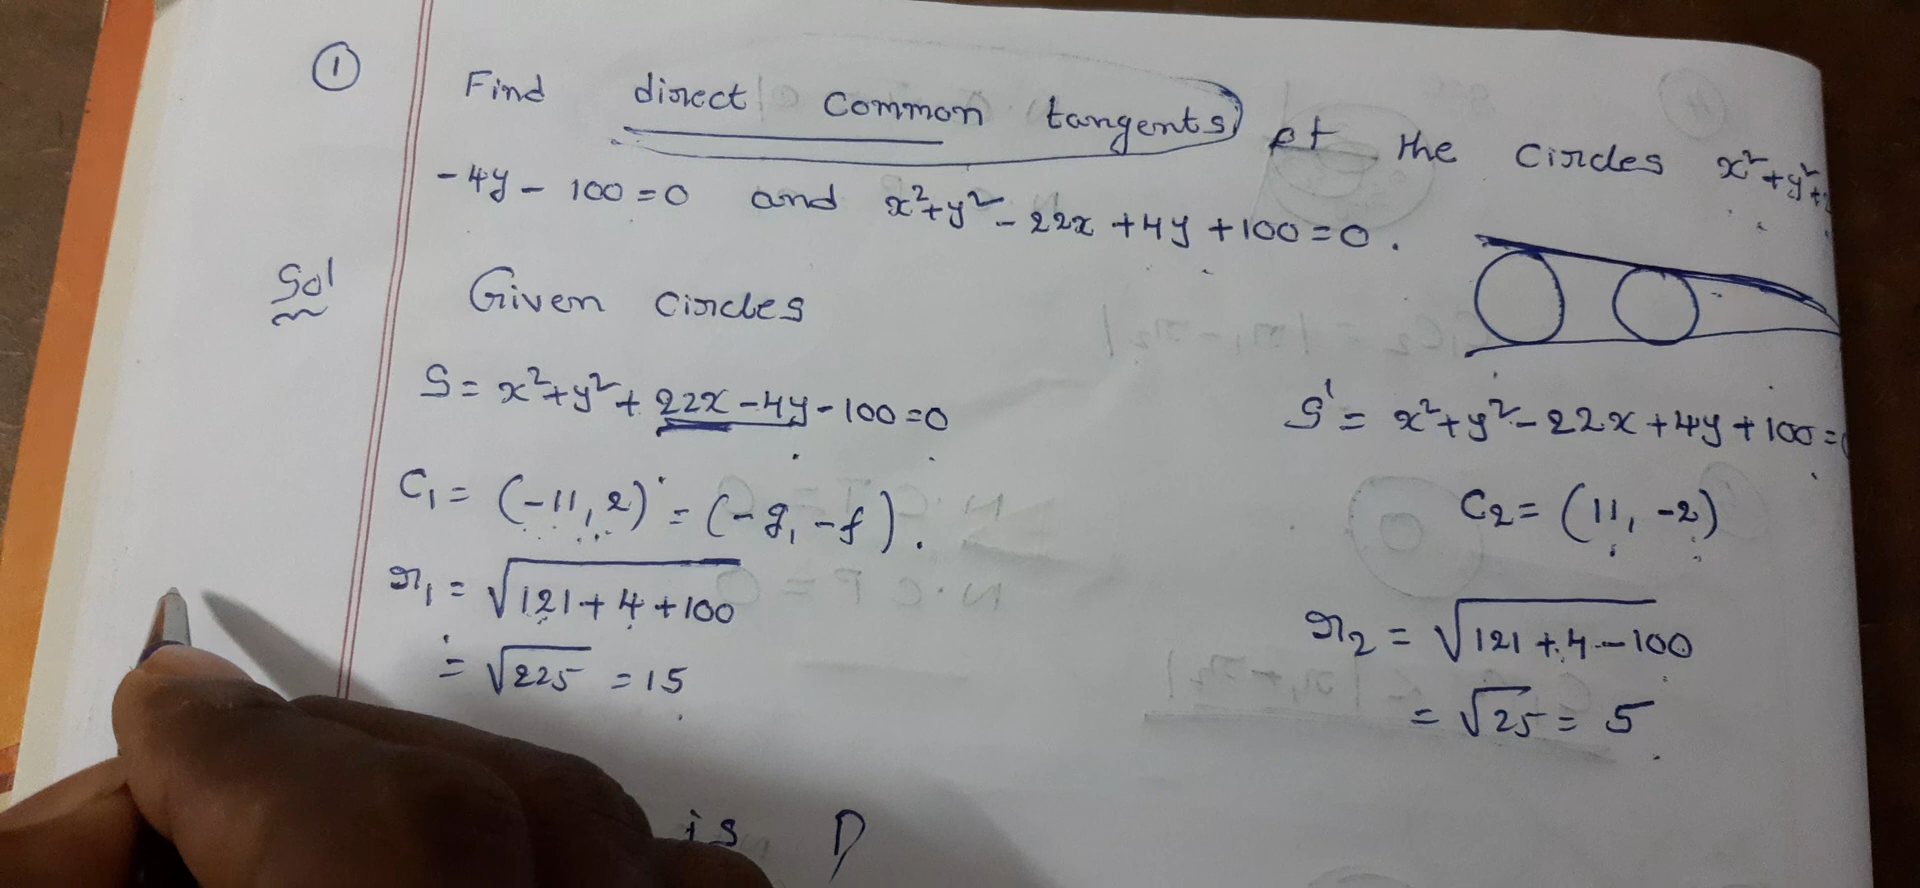 ① Find direct common tangents of the circles x²+y²+
-4y - 100 = 0 and x²+y² - 22x + 4y + 100 = 0.
Sol Given circles
S = x²+y² + 22x - 4y - 100 = 0 S' = x²+y² - 22x + 4y + 100 =
C₁ = (-11, 2) = (-g, -f). C₂ = (11, -2)
r₁ = √121 + 4 + 100 r₂ = √121 + 4 - 100
= √225 = 15 = √25 = 5
is